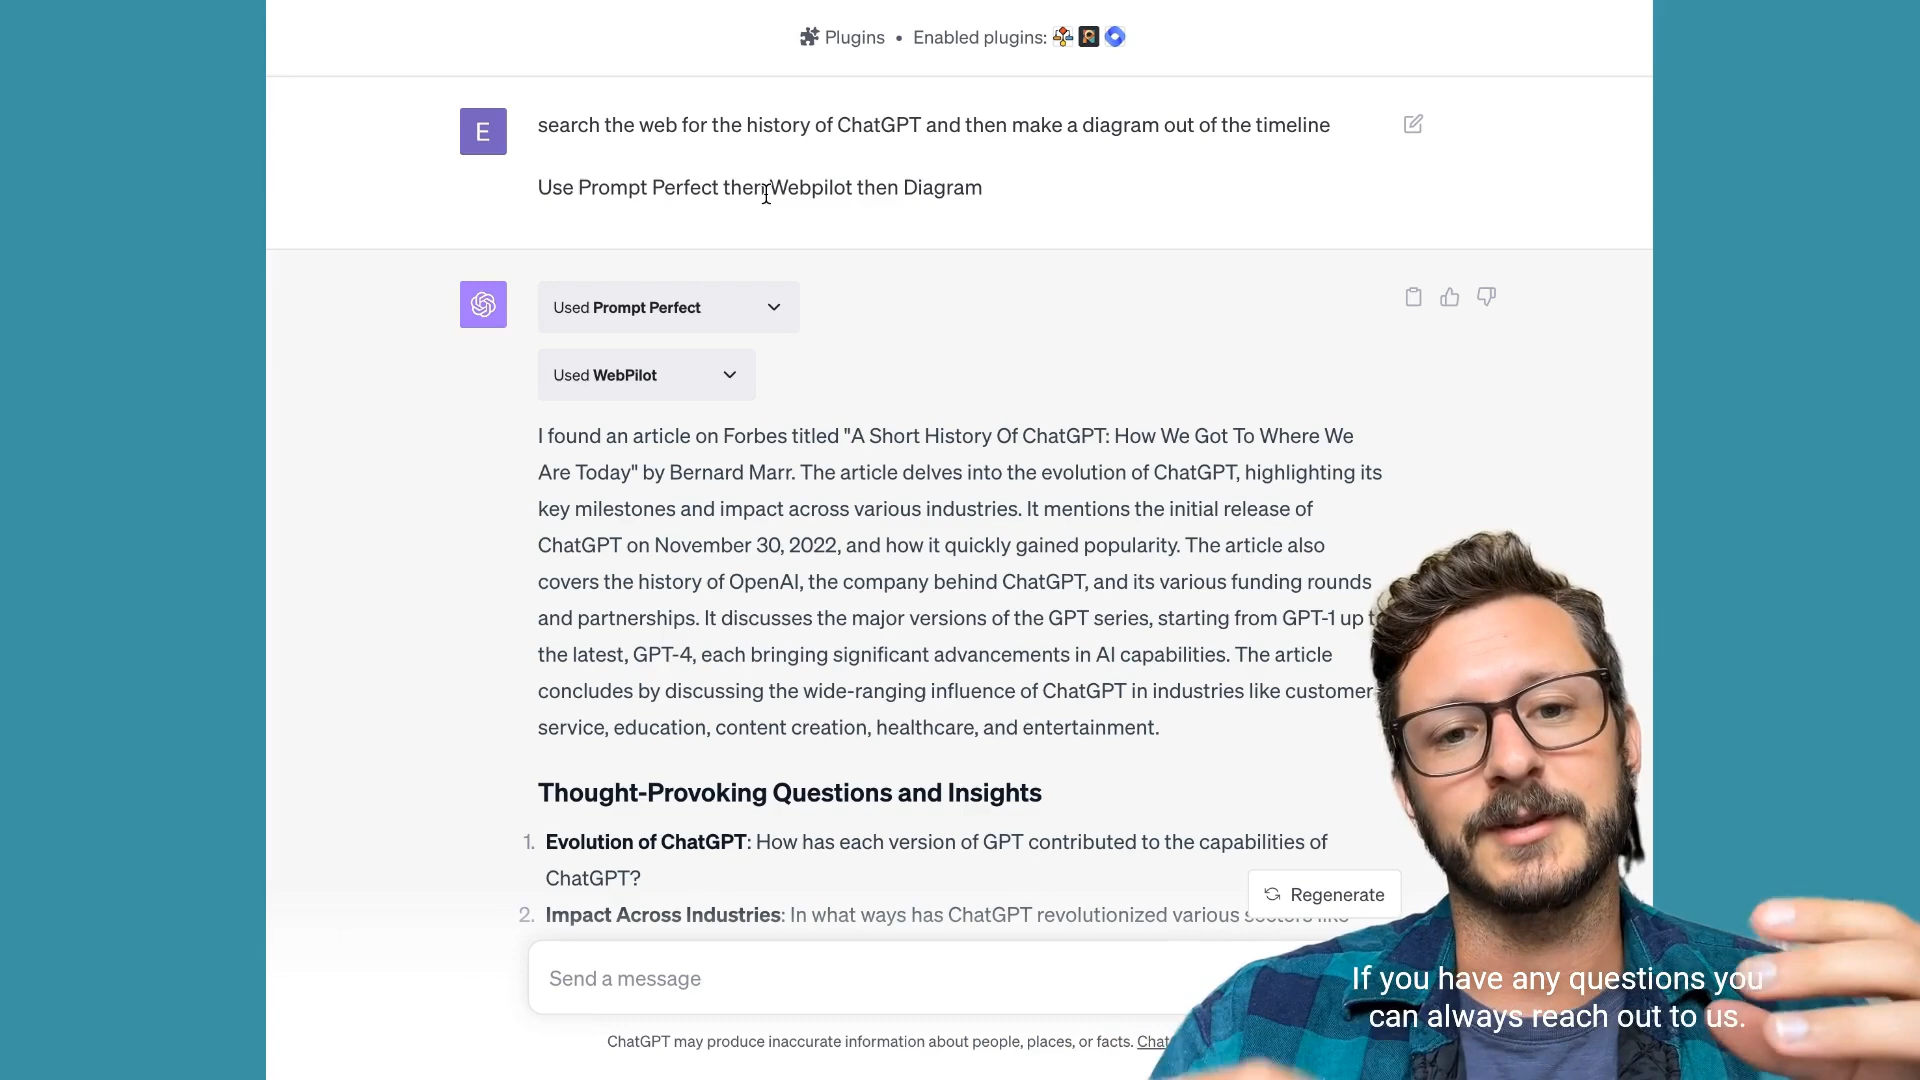 Plugins • Enabled plugins:
E
search the web for the history of ChatGPT and then make a diagram out of the timeline
Use Prompt Perfect then Webpilot then Diagram
Used Prompt Perfect
Used WebPilot
I found an article on Forbes titled "A Short History Of ChatGPT: How We Got To Where We
Are Today" by Bernard Marr. The article delves into the evolution of ChatGPT, highlighting its
key milestones and impact across various industries. It mentions the initial release of
ChatGPT on November 30, 2022, and how it quickly gained popularity. The article also
covers the history of OpenAI, the company behind ChatGPT, and its various funding rounds
and partnerships. It discusses the major versions of the GPT series, starting from GPT-1 up
the latest, GPT-4, each bringing significant advancements in AI capabilities. The article
concludes by discussing the wide-ranging influence of ChatGPT in industries like customer
service, education, content creation, healthcare, and entertainment.
Thought-Provoking Questions and Insights
1. Evolution of ChatGPT: How has each version of GPT contributed to the capabilities of
ChatGPT?
2. Impact Across Industries: In what ways has ChatGPT revolutionized various
Regenerate
Send a message
ChatGPT may produce inaccurate information about people, places, or facts. Chat
If you have any questions you
can always reach out to us.